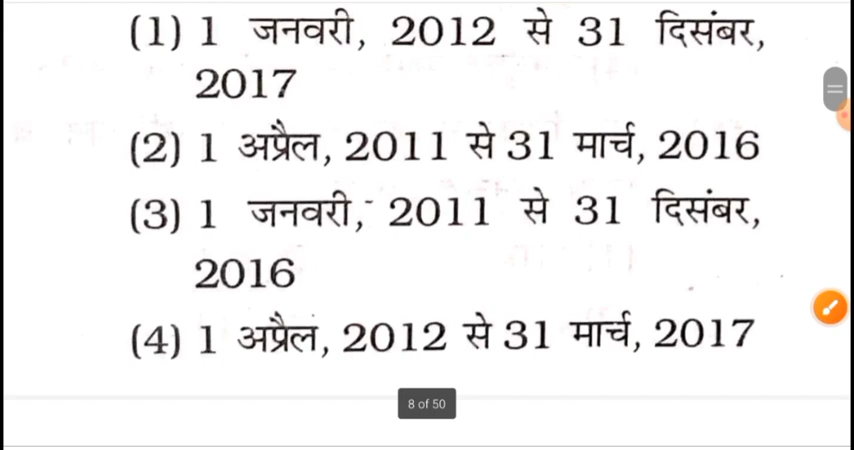 (1) 1 जनवरी, 2012 से 31 दिसंबर,
2017
(2) 1 अप्रैल, 2011 से 31 मार्च, 2016
(3) 1 जनवरी, 2011 से 31 दिसंबर,
2016
(4) 1 अप्रैल, 2012 से 31 मार्च, 2017
8 of 50